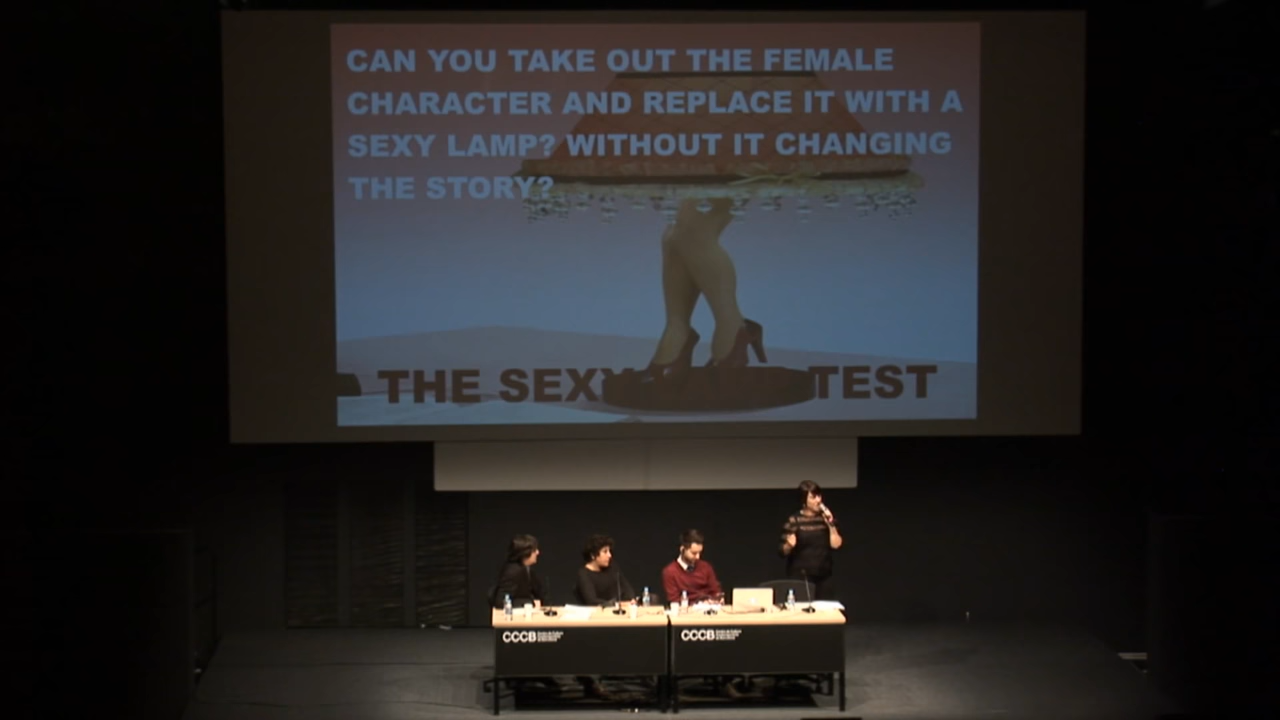 CAN YOU TAKE OUT THE FEMALE
CHARACTER AND REPLACE IT WITH A
SEXY LAMP? WITHOUT IT CHANGING
THE STORY?
THE SEXY TEST
CCCB
CCCB